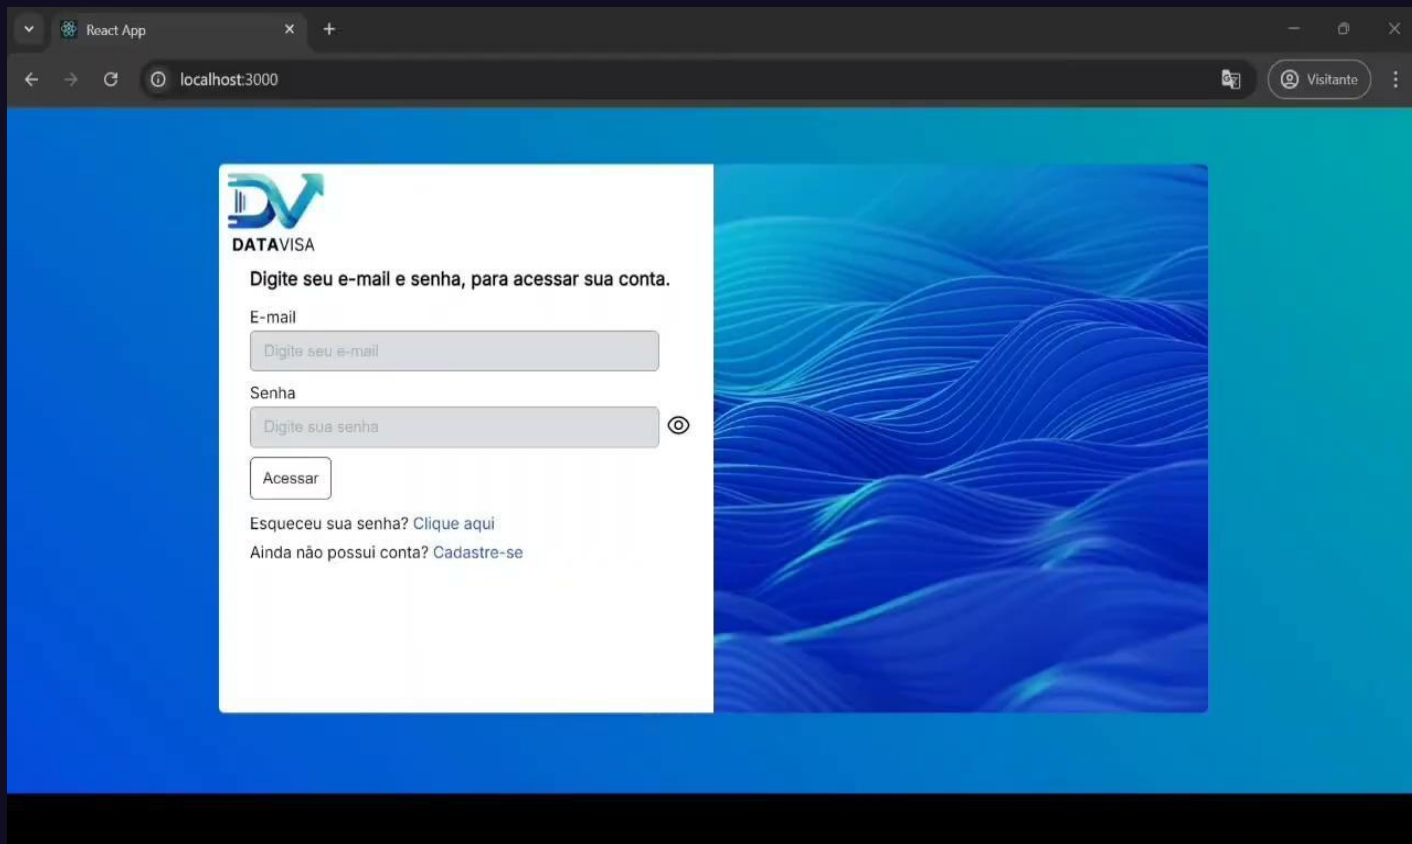 React App
localhost:3000
Visitante
DV
DATAVISA
Digite seu e-mail e senha, para acessar sua conta.
E-mail
Digite seu e-mail
Senha
Digite sua senha
Acessar
Esqueceu sua senha? Clique aqui
Ainda não possui conta? Cadastre-se